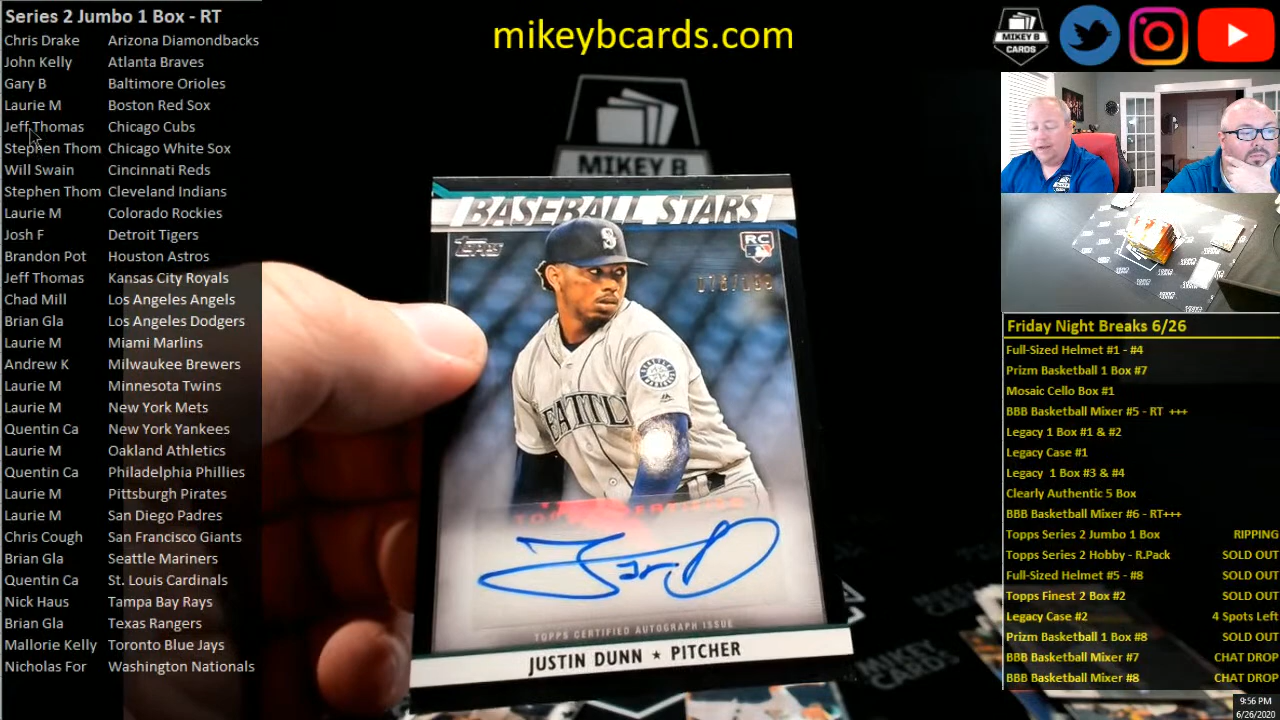 Series 2 Jumbo 1 Box - RT
Chris Drake Arizona Diamondbacks
John Kelly Atlanta Braves
Gary B Baltimore Orioles
Laurie M Boston Red Sox
Jeff Thomas Chicago Cubs
Stephen Thom Chicago White Sox
Will Swain Cincinnati Reds
Stephen Thom Cleveland Indians
Laurie M Colorado Rockies
Josh F Detroit Tigers
Brandon Pot Houston Astros
Jeff Thomas Kansas City Royals
Chad Mill Los Angeles Angels
Brian Gla Los Angeles Dodgers
Laurie M Miami Marlins
Andrew K Milwaukee Brewers
Laurie M Minnesota Twins
Laurie M New York Mets
Quentin Ca New York Yankees
Laurie M Oakland Athletics
Quentin Ca Philadelphia Phillies
Laurie M Pittsburgh Pirates
Laurie M San Diego Padres
Chris Cough San Francisco Giants
Brian Gla Seattle Mariners
Quentin Ca St. Louis Cardinals
Nick Haus Tampa Bay Rays
Brian Gla Texas Rangers
Mallorie Kelly Toronto Blue Jays
Nicholas For Washington Nationals
mikeybcards.com
MIKEY B
BASEBALL STARS
Topps
RC
S
SEATTLE
TOPPS CERTIFIED AUTOGRAPH ISSUE
JUSTIN DUNN ★ PITCHER
MIKEY B
CARDS
Friday Night Breaks 6/26
Full-Sized Helmet #1 - #4
Prizm Basketball 1 Box #7
Mosaic Cello Box #1
BBB Basketball Mixer #5 - RT +++
Legacy 1 Box #1 & #2
Legacy Case #1
Legacy 1 Box #3 & #4
Clearly Authentic 5 Box
BBB Basketball Mixer #6 - RT+++
Topps Series 2 Jumbo 1 Box RIPPING
Topps Series 2 Hobby - R.Pack SOLD OUT
Full-Sized Helmet #5 - #8 SOLD OUT
Topps Finest 2 Box #2 SOLD OUT
Legacy Case #2 4 Spots Left
Prizm Basketball 1 Box #8 SOLD OUT
BBB Basketball Mixer #7 CHAT DROP
BBB Basketball Mixer #8 CHAT DROP
9:56 PM
6/26/2020